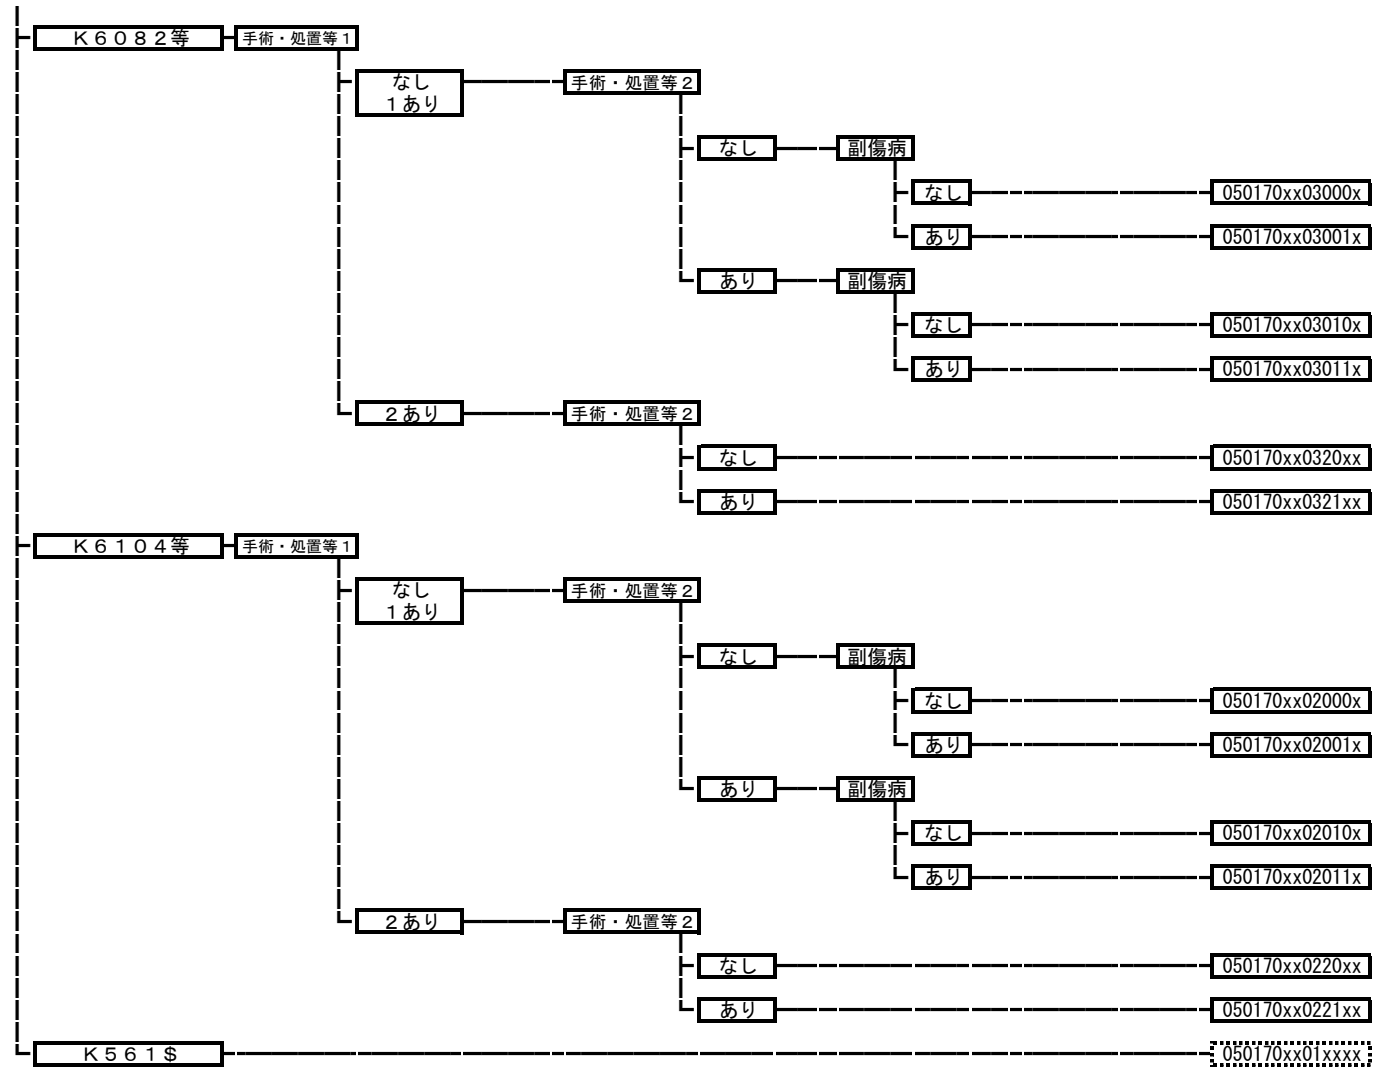 Ｋ６０８２等 手術・処置等１
なし 手術・処置等２
１あり
なし 副傷病
なし 050170xx03000x
あり 050170xx03001x
あり 副傷病
なし 050170xx03010x
あり 050170xx03011x
２あり 手術・処置等２
なし 050170xx0320xx
あり 050170xx0321xx
Ｋ６１０４等 手術・処置等１
なし 手術・処置等２
１あり
なし 副傷病
なし 050170xx02000x
あり 050170xx02001x
あり 副傷病
なし 050170xx02010x
あり 050170xx02011x
２あり 手術・処置等２
なし 050170xx0220xx
あり 050170xx0221xx
Ｋ５６１＄ 050170xx01xxxx